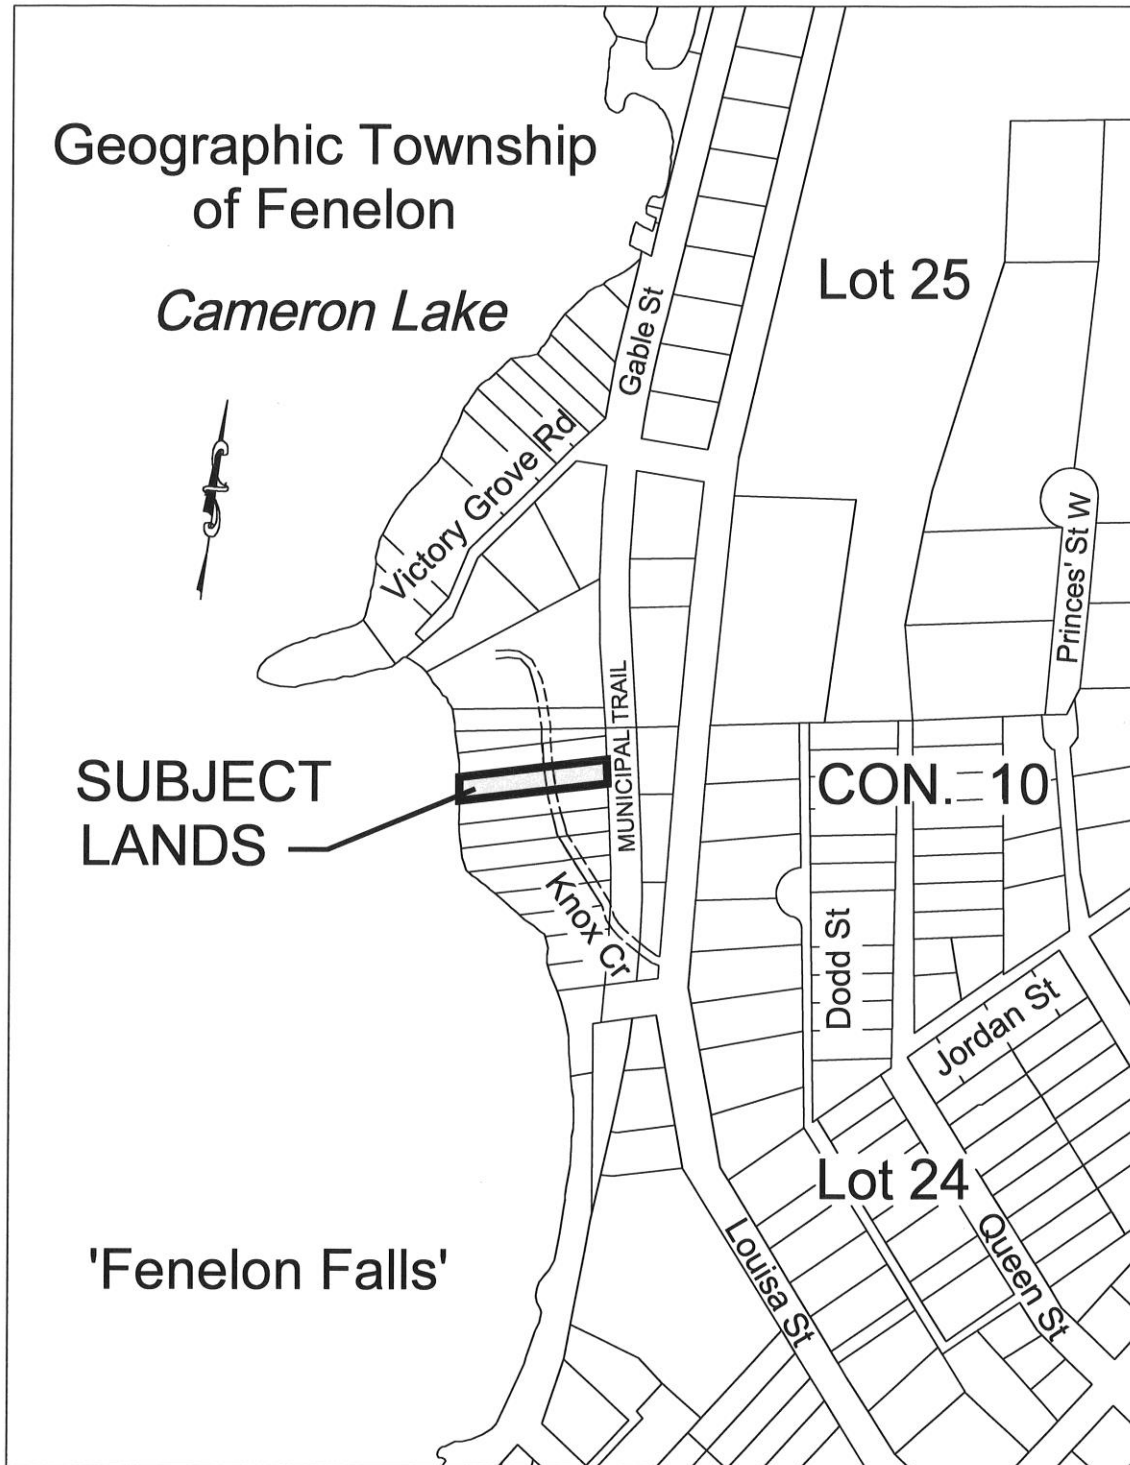 Geographic Township
of Fenelon
Cameron Lake
Lot 25
Gable St
Victory Grove Rd
Princes' St W
MUNICIPAL TRAIL
SUBJECT
LANDS
CON. 10
Knox Cr
Dodd St
Jordan St
Lot 24
'Fenelon Falls'
Louisa St
Queen St